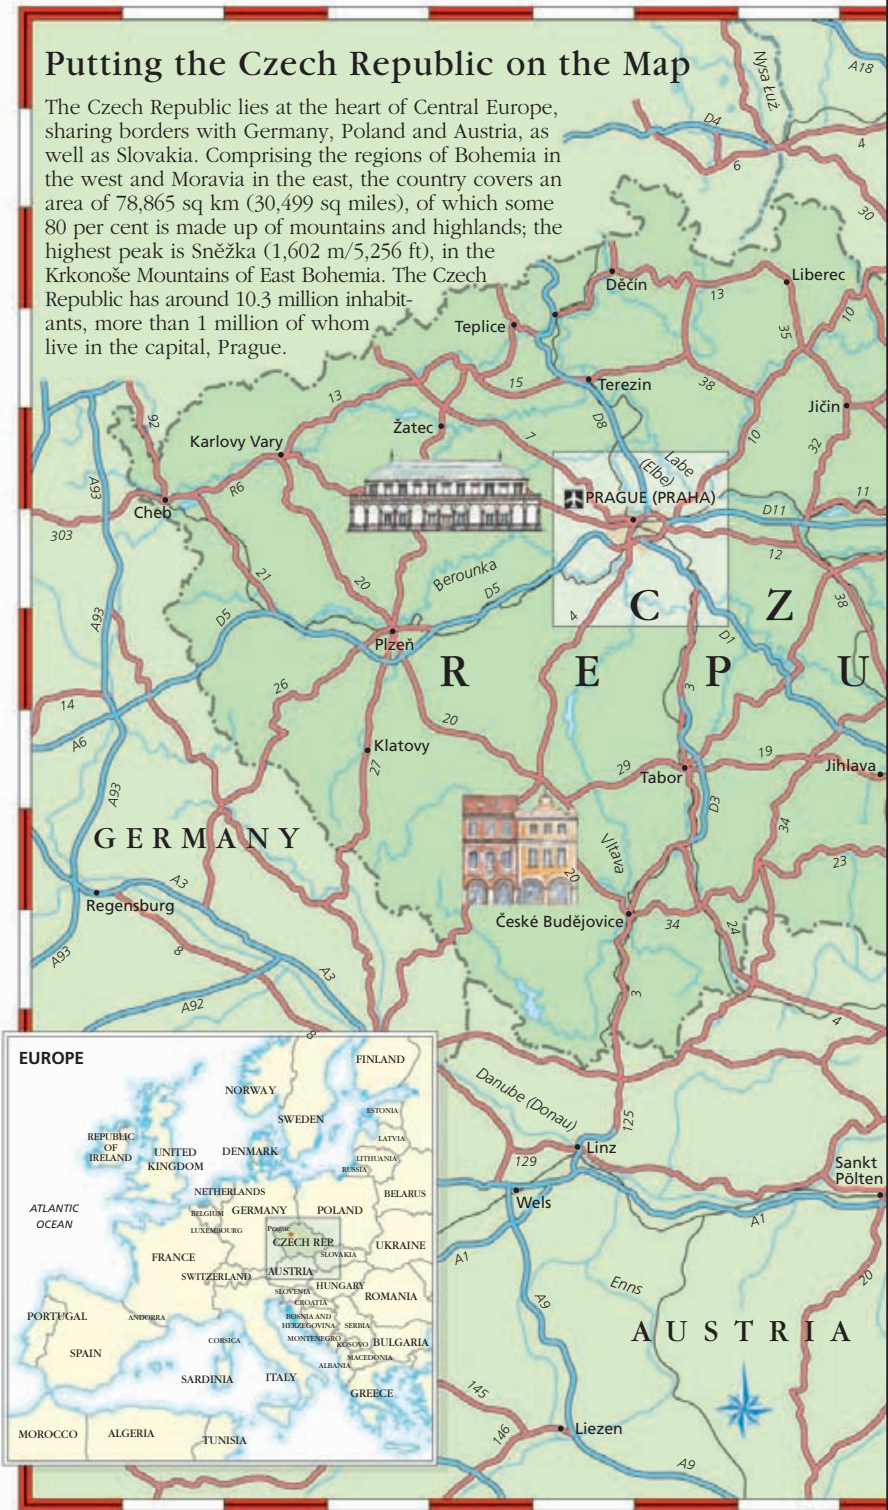 Putting the Czech Republic on the Map
The Czech Republic lies at the heart of Central Europe,
sharing borders with Germany, Poland and Austria, as
well as Slovakia. Comprising the regions of Bohemia in
the west and Moravia in the east, the country covers an
area of 78,865 sq km (30,499 sq miles), of which some
80 per cent is made up of mountains and highlands; the
highest peak is Sněžka (1,602 m/5,256 ft), in the
Krkonoše Mountains of East Bohemia. The Czech
Republic has around 10.3 million inhabit-
ants, more than 1 million of whom
live in the capital, Prague.
Nysa Łuż.
A18
D4
4
6
30
Děčín
Liberec
13
10
35
Teplice
15
Terezin
38
13
Jičín
92
Žatec
D8
7
10
32
Karlovy Vary
Labe
(Elbe)
A93
R6
PRAGUE (PRAHA)
11
Cheb
D11
303
12
21
20
Berounka
D5
38
C Z
A93
D5
4
D1
Plzeň
R E P U
26
3
14
20
A6
Klatovy
19
27
29
Tabor
Jihlava
A93
D3
34
GERMANY
Vltava
23
A3
20
Regensburg
České Budějovice
34
24
A93
8
A3
3
A92
4
8
EUROPE
FINLAND
NORWAY
SWEDEN
ESTONIA
REPUBLIC
OF
IRELAND
UNITED
KINGDOM
DENMARK
LATVIA
LITHUANIA
RUSSIA
NETHERLANDS
BELARUS
ATLANTIC
OCEAN
BELGIUM
GERMANY
POLAND
LUXEMBOURG
Prague
CZECH REP.
UKRAINE
FRANCE
SLOVAKIA
SWITZERLAND
AUSTRIA
HUNGARY
SLOVENIA
ROMANIA
CROATIA
PORTUGAL
ANDORRA
BOSNIA AND
HERZEGOVINA
SERBIA
SPAIN
CORSICA
MONTENEGRO
KOSOVO
BULGARIA
MACEDONIA
ALBANIA
SARDINIA
ITALY
GREECE
MOROCCO
ALGERIA
TUNISIA
Danube (Donau)
125
Linz
129
Sankt
Pölten
Wels
A1
A1
20
A9
Enns
AUSTRIA
145
146
Liezen
A9